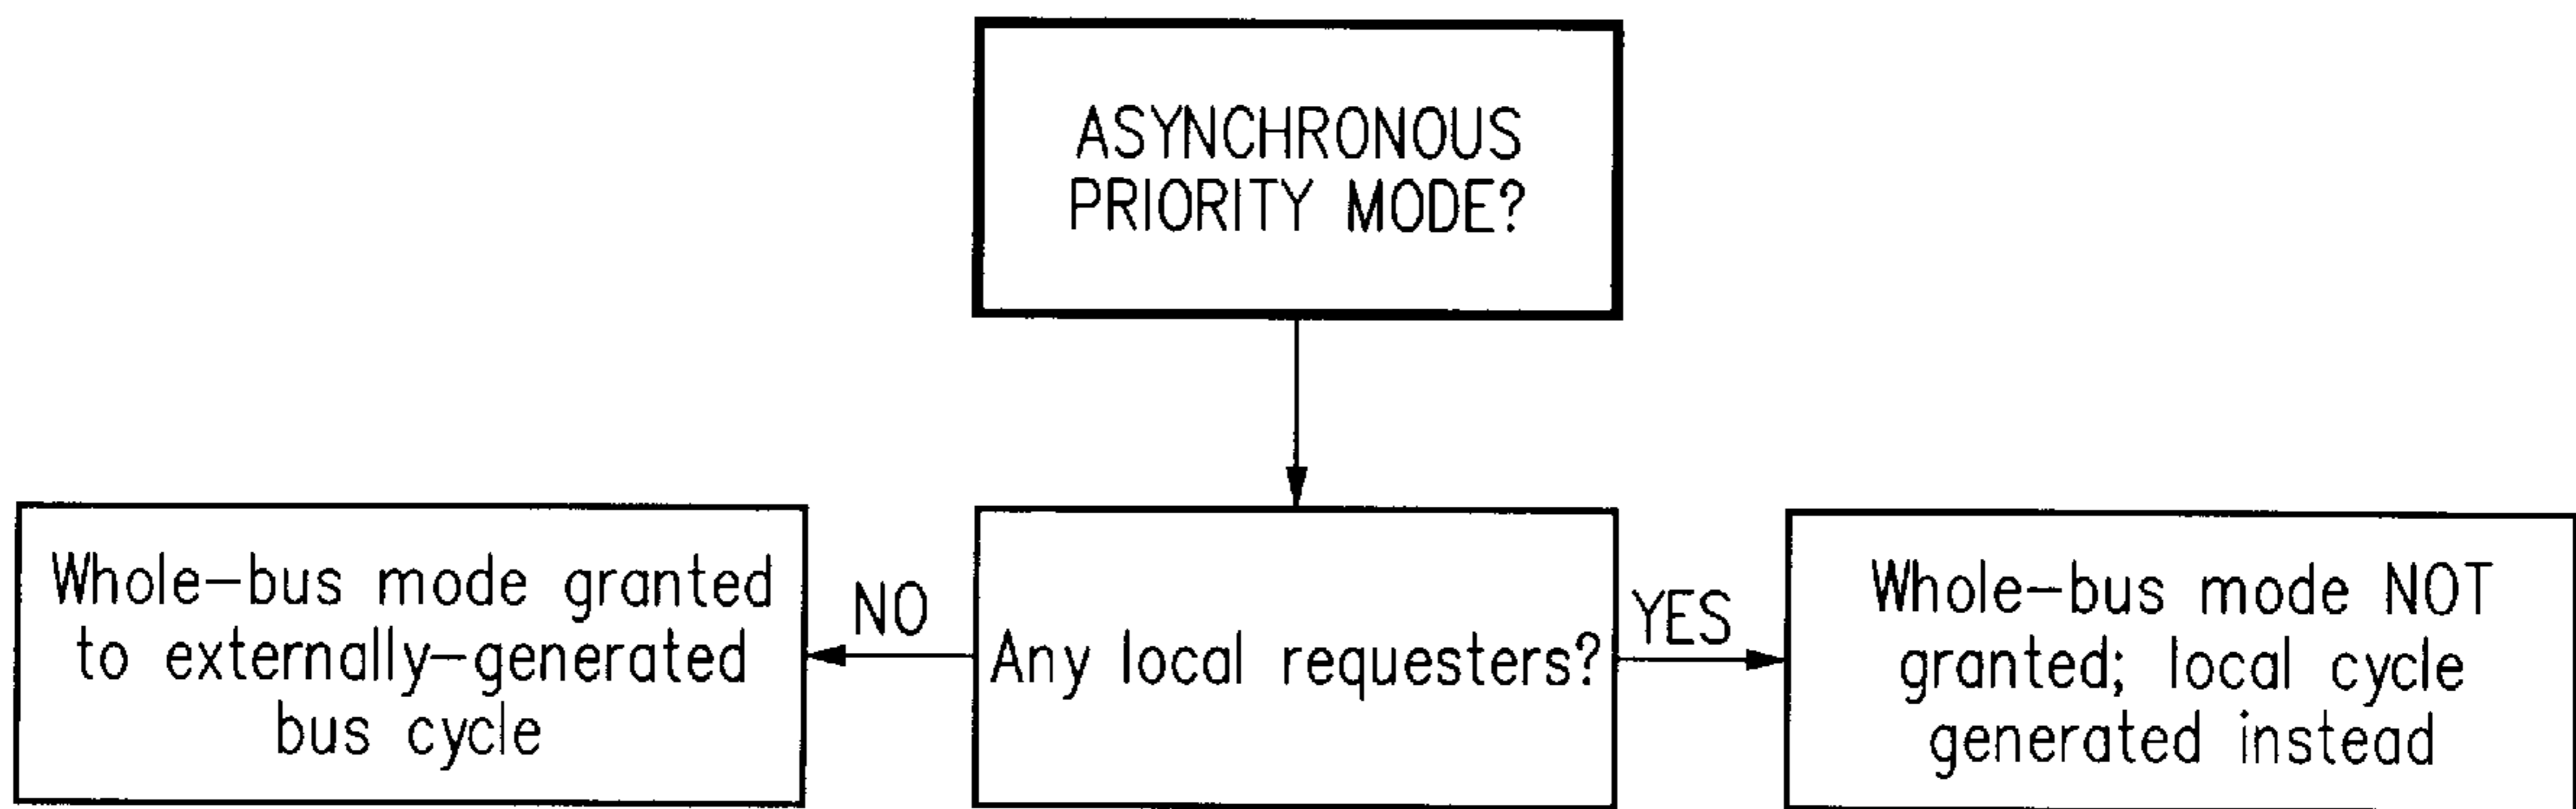 ASYNCHRONOUS
PRIORITY MODE?
Whole-bus mode granted
to externally-generated
bus cycle
NO
Any local requesters?
YES
Whole-bus mode NOT
granted; local cycle
generated instead